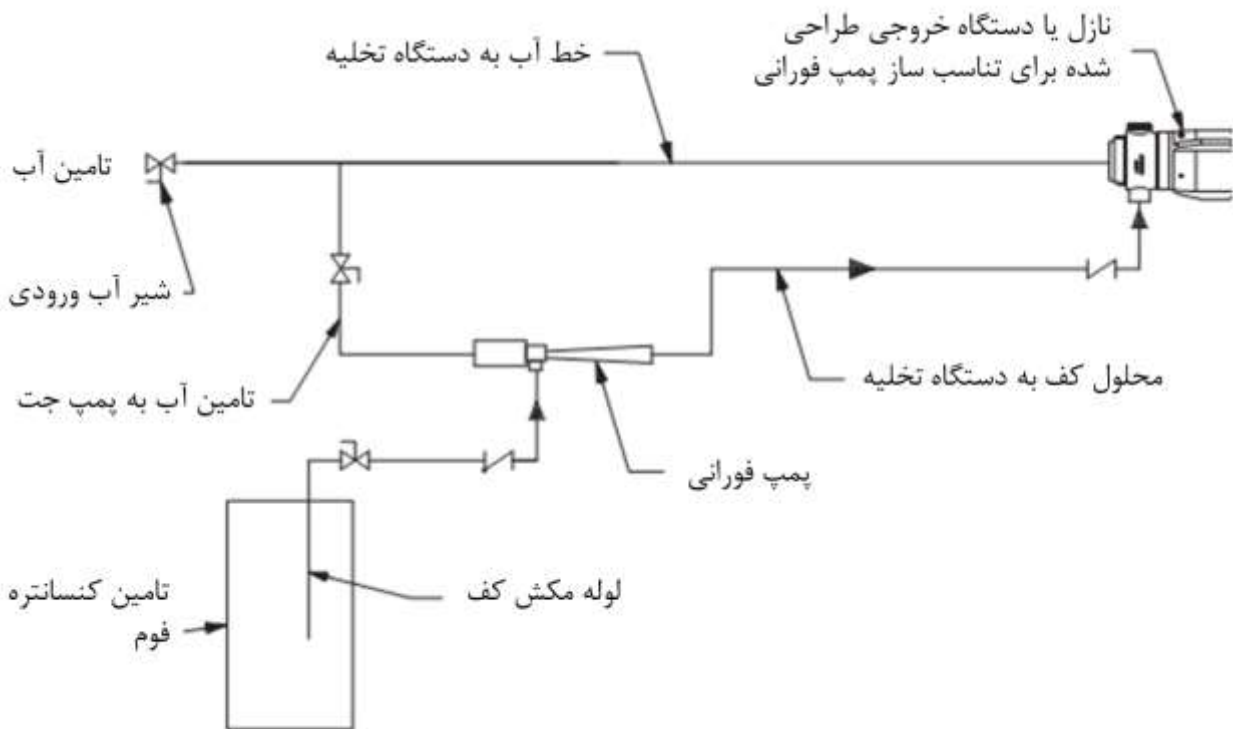 نازل یا دستگاه خروجی طراحی
شده برای تناسب ساز پمپ فورانی
خط آب به دستگاه تخلیه
تامین آب
شیر آب ورودی
محلول کف به دستگاه تخلیه
تامین آب به پمپ جت
پمپ فورانی
لوله مکش کف
تامین کنسانتره
فوم